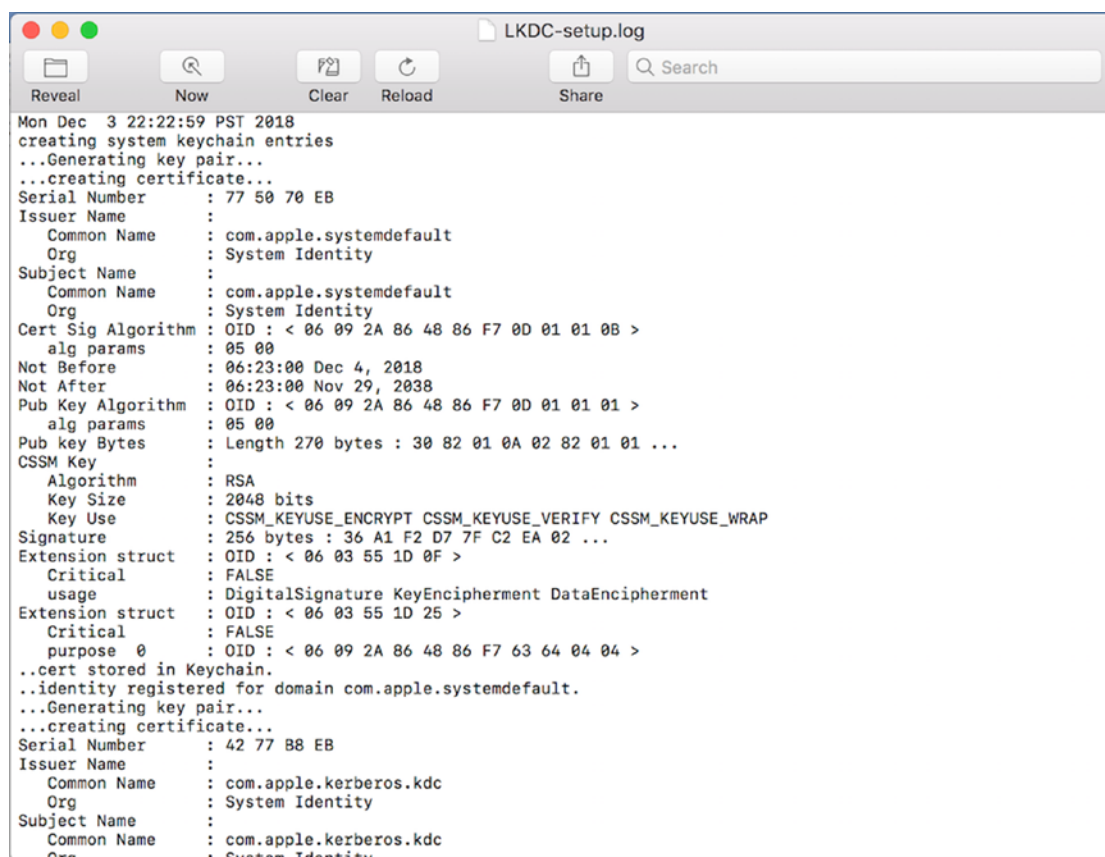 LKDC-setup.log
Search
Reveal Now Clear Reload Share
Mon Dec  3 22:22:59 PST 2018
creating system keychain entries
...Generating key pair...
...creating certificate...
Serial Number      : 77 50 70 EB
Issuer Name        :
   Common Name     : com.apple.systemdefault
   Org             : System Identity
Subject Name       :
   Common Name     : com.apple.systemdefault
   Org             : System Identity
Cert Sig Algorithm : OID : < 06 09 2A 86 48 86 F7 0D 01 01 0B >
   alg params      : 05 00
Not Before         : 06:23:00 Dec 4, 2018
Not After          : 06:23:00 Nov 29, 2038
Pub Key Algorithm  : OID : < 06 09 2A 86 48 86 F7 0D 01 01 01 >
   alg params      : 05 00
Pub key Bytes      : Length 270 bytes : 30 82 01 0A 02 82 01 01 ...
CSSM Key           :
   Algorithm       : RSA
   Key Size        : 2048 bits
   Key Use         : CSSM_KEYUSE_ENCRYPT CSSM_KEYUSE_VERIFY CSSM_KEYUSE_WRAP
Signature          : 256 bytes : 36 A1 F2 D7 7F C2 EA 02 ...
Extension struct   : OID : < 06 03 55 1D 0F >
   Critical        : FALSE
   usage           : DigitalSignature KeyEncipherment DataEncipherment
Extension struct   : OID : < 06 03 55 1D 25 >
   Critical        : FALSE
   purpose  0      : OID : < 06 09 2A 86 48 86 F7 63 64 04 04 >
..cert stored in Keychain.
..identity registered for domain com.apple.systemdefault.
...Generating key pair...
...creating certificate...
Serial Number      : 42 77 B8 EB
Issuer Name        :
   Common Name     : com.apple.kerberos.kdc
   Org             : System Identity
Subject Name       :
   Common Name     : com.apple.kerberos.kdc
   Org             : System Identity